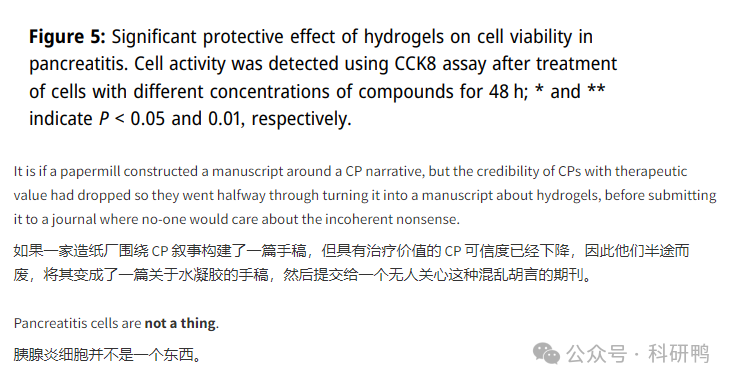 Figure 5: Significant protective effect of hydrogels on cell viability in
pancreatitis. Cell activity was detected using CCK8 assay after treatment
of cells with different concentrations of compounds for 48 h; * and **
indicate P < 0.05 and 0.01, respectively.
It is if a papermill constructed a manuscript around a CP narrative, but the credibility of CPs with therapeutic
value had dropped so they went halfway through turning it into a manuscript about hydrogels, before submitting
it to a journal where no-one would care about the incoherent nonsense.
如果一家造纸厂围绕 CP 叙事构建了一篇手稿，但具有治疗价值的 CP 可信度已经下降，因此他们半途而
废，将其变成了一篇关于水凝胶的手稿，然后提交给一个无人关心这种混乱胡言的期刊。
Pancreatitis cells are not a thing.
胰腺炎细胞并不是一个东西。
公众号 · 科研鸭